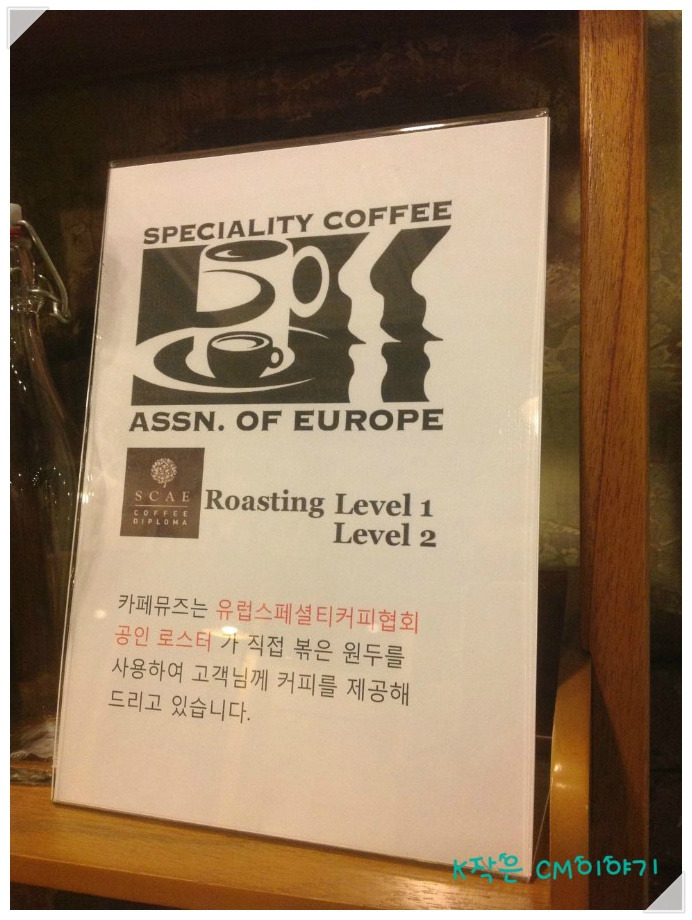 SPECIALITY COFFEE
ASSN. OF EUROPE
SCAE
COFFEE
DIPLOMA
Roasting Level 1
Level 2
카페뮤즈는 유럽스페셜티커피협회
공인 로스터 가 직접 볶은 원두를
사용하여 고객님께 커피를 제공해
드리고 있습니다.
K작은 CM이야기